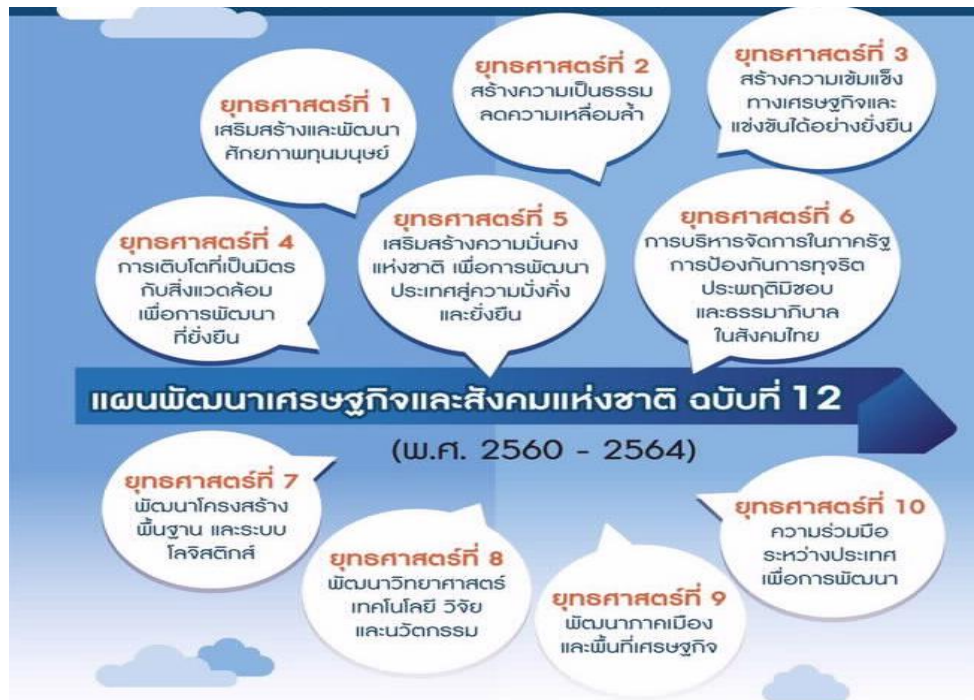 ยุทธศาสตร์ที่ 1
เสริมสร้างและพัฒนา
ศักยภาพทุนมนุษย์
ยุทธศาสตร์ที่ 2
สร้างความเป็นธรรม
ลดความเหลื่อมล้ำ
ยุทธศาสตร์ที่ 3
สร้างความเข้มแข็ง
ทางเศรษฐกิจและ
แข่งขันได้อย่างยั่งยืน
ยุทธศาสตร์ที่ 4
การเติบโตที่เป็นมิตร
กับสิ่งแวดล้อม
เพื่อการพัฒนา
ที่ยั่งยืน
ยุทธศาสตร์ที่ 5
เสริมสร้างความมั่นคง
แห่งชาติ เพื่อการพัฒนา
ประเทศสู่ความมั่งคั่ง
และยั่งยืน
ยุทธศาสตร์ที่ 6
การบริหารจัดการในภาครัฐ
การป้องกันการทุจริต
ประพฤติมิชอบ
และธรรมาภิบาล
ในสังคมไทย
แผนพัฒนาเศรษฐกิจและสังคมแห่งชาติ ฉบับที่ 12
(พ.ศ. 2560 - 2564)
ยุทธศาสตร์ที่ 7
พัฒนาโครงสร้าง
พื้นฐาน และระบบ
โลจิสติกส์
ยุทธศาสตร์ที่ 8
พัฒนาวิทยาศาสตร์
เทคโนโลยี วิจัย
และนวัตกรรม
ยุทธศาสตร์ที่ 9
พัฒนาภาคเมือง
และพื้นที่เศรษฐกิจ
ยุทธศาสตร์ที่ 10
ความร่วมมือ
ระหว่างประเทศ
เพื่อการพัฒนา